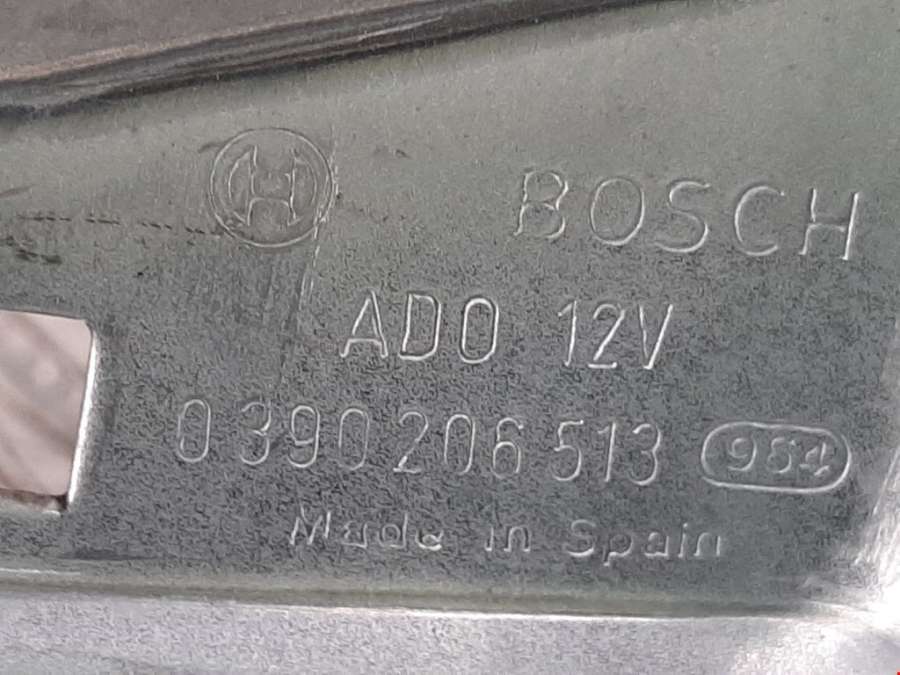 BOSCH
ADO 12V
0 390 206 513 964
Made in Spain